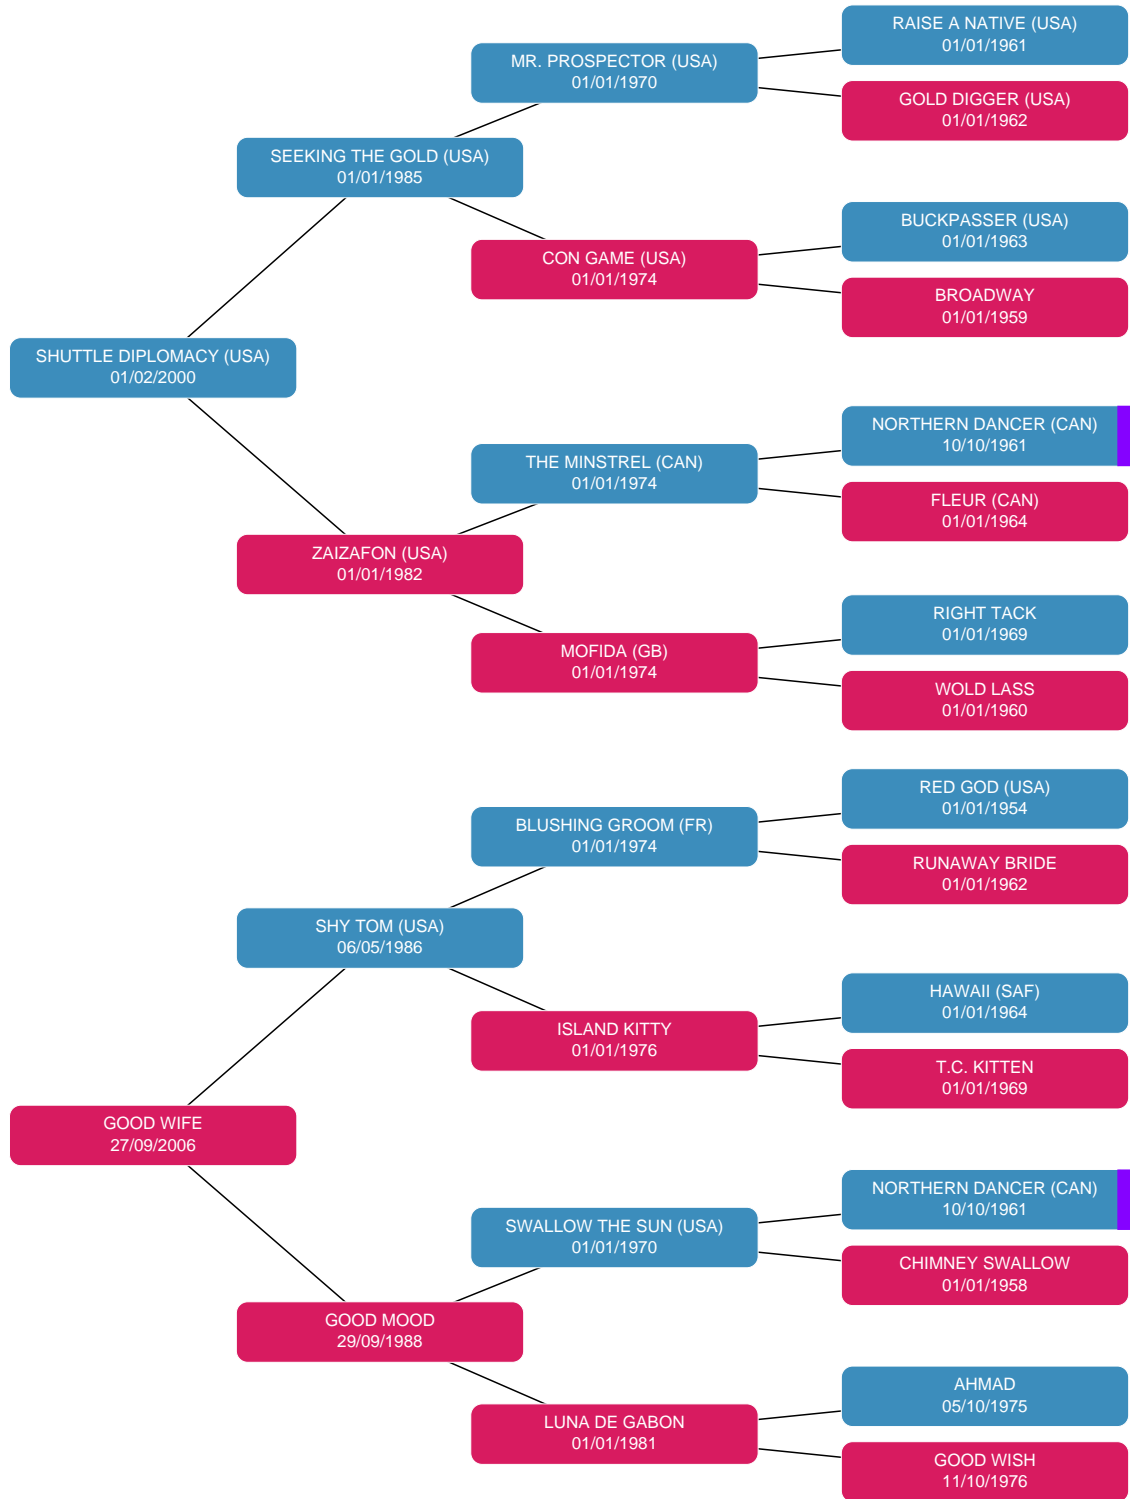 RAISE A NATIVE (USA)
01/01/1961
MR. PROSPECTOR (USA)
01/01/1970
GOLD DIGGER (USA)
01/01/1962
SEEKING THE GOLD (USA)
01/01/1985
BUCKPASSER (USA)
01/01/1963
CON GAME (USA)
01/01/1974
BROADWAY
01/01/1959
SHUTTLE DIPLOMACY (USA)
01/02/2000
NORTHERN DANCER (CAN)
10/10/1961
THE MINSTREL (CAN)
01/01/1974
FLEUR (CAN)
01/01/1964
ZAIZAFON (USA)
01/01/1982
RIGHT TACK
01/01/1969
MOFIDA (GB)
01/01/1974
WOLD LASS
01/01/1960
RED GOD (USA)
01/01/1954
BLUSHING GROOM (FR)
01/01/1974
RUNAWAY BRIDE
01/01/1962
SHY TOM (USA)
06/05/1986
HAWAII (SAF)
01/01/1964
ISLAND KITTY
01/01/1976
T.C. KITTEN
01/01/1969
GOOD WIFE
27/09/2006
NORTHERN DANCER (CAN)
10/10/1961
SWALLOW THE SUN (USA)
01/01/1970
CHIMNEY SWALLOW
01/01/1958
GOOD MOOD
29/09/1988
AHMAD
05/10/1975
LUNA DE GABON
01/01/1981
GOOD WISH
11/10/1976